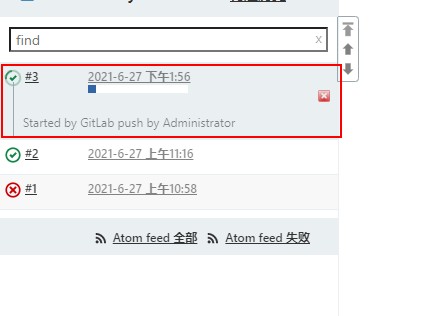 find X
#3 2021-6-27 下午1:56
Started by GitLab push by Administrator
#2 2021-6-27 上午11:16
#1 2021-6-27 上午10:58
Atom feed 全部 Atom feed 失败